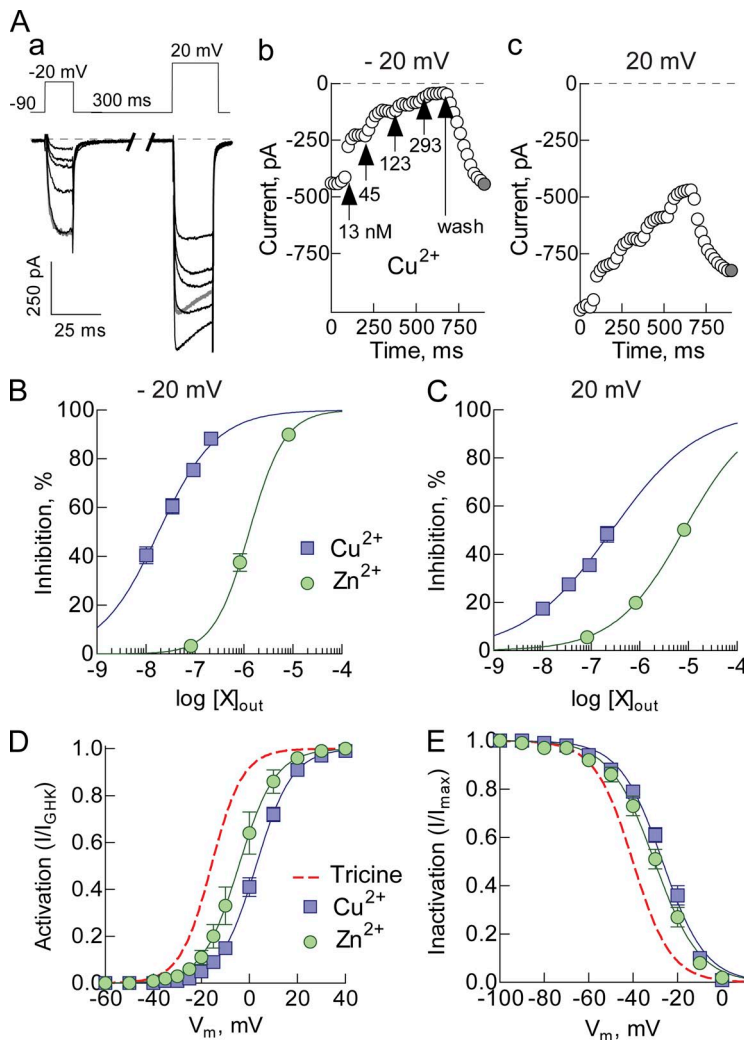 A
a
-20 mV
20 mV
-90
300 ms
250 pA
25 ms
b
- 20 mV
0
-250
-500
-750
Current, pA
13 nM
45
123
293
wash
Cu2+
0 250 500 750
Time, ms
c
20 mV
0
-250
-500
-750
Current, pA
0 250 500 750
Time, ms
B
- 20 mV
100
80
60
40
20
0
Inhibition, %
Cu2+
Zn2+
-9 -8 -7 -6 -5 -4
log [X]out
C
20 mV
100
80
60
40
20
0
Inhibition, %
-9 -8 -7 -6 -5 -4
log [X]out
D
1.0
0.8
0.6
0.4
0.2
0.0
Activation (I/IGHK)
Tricine
Cu2+
Zn2+
-60 -40 -20 0 20 40
Vm, mV
E
1.0
0.8
0.6
0.4
0.2
0.0
Inactivation (I/Imax)
-100 -80 -60 -40 -20 0
Vm, mV